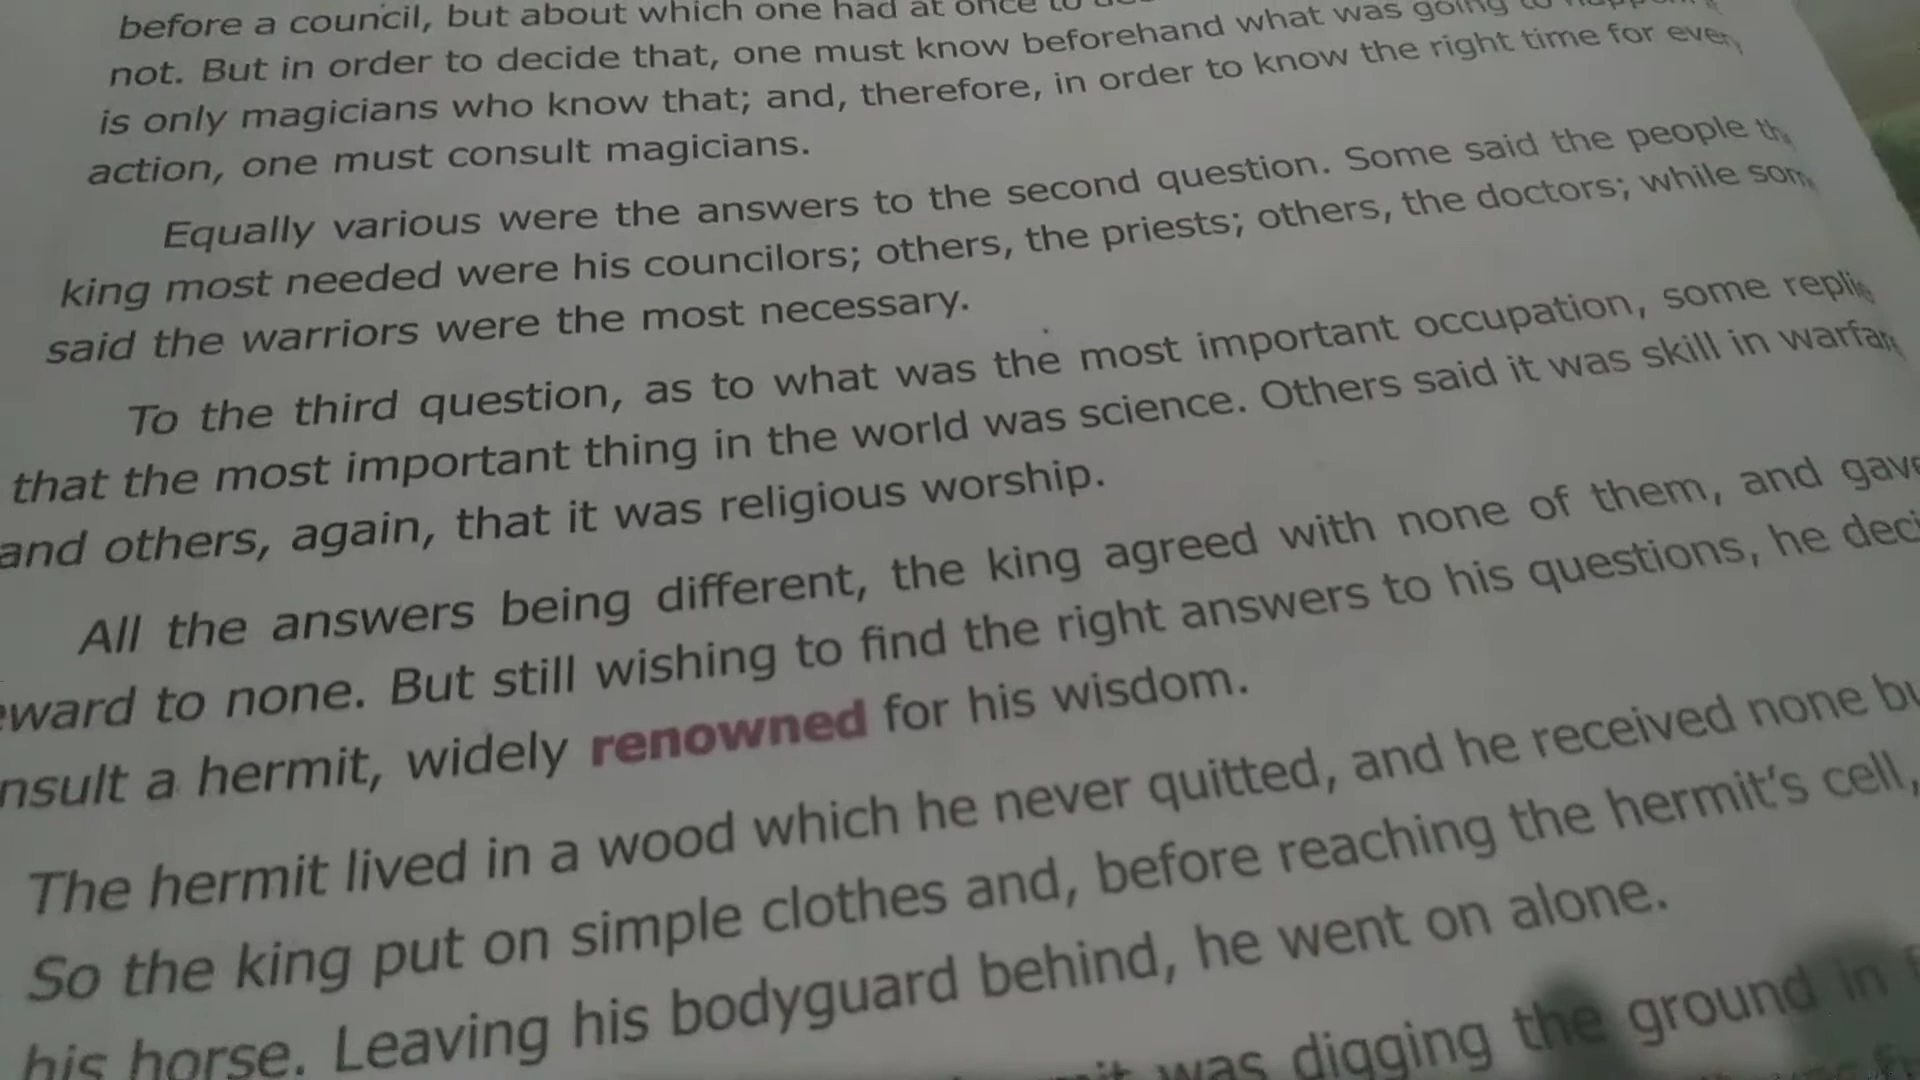 before a council, but about which one had at once to
not. But in order to decide that, one must know beforehand what was going to
is only magicians who know that; and, therefore, in order to know the right time for every
action, one must consult magicians.
Equally various were the answers to the second question. Some said the people
king most needed were his councilors; others, the priests; others, the doctors; while
said the warriors were the most necessary.
To the third question, as to what was the most important occupation, some
that the most important thing in the world was science. Others said it was skill in
and others, again, that it was religious worship.
All the answers being different, the king agreed with none of them, and gave
to none. But still wishing to find the right answers to his questions, he
a hermit, widely renowned for his wisdom.
The hermit lived in a wood which he never quitted, and he received none
So the king put on simple clothes and, before reaching the hermit's cell,
his horse. Leaving his bodyguard behind, he went on alone.
was digging the ground in